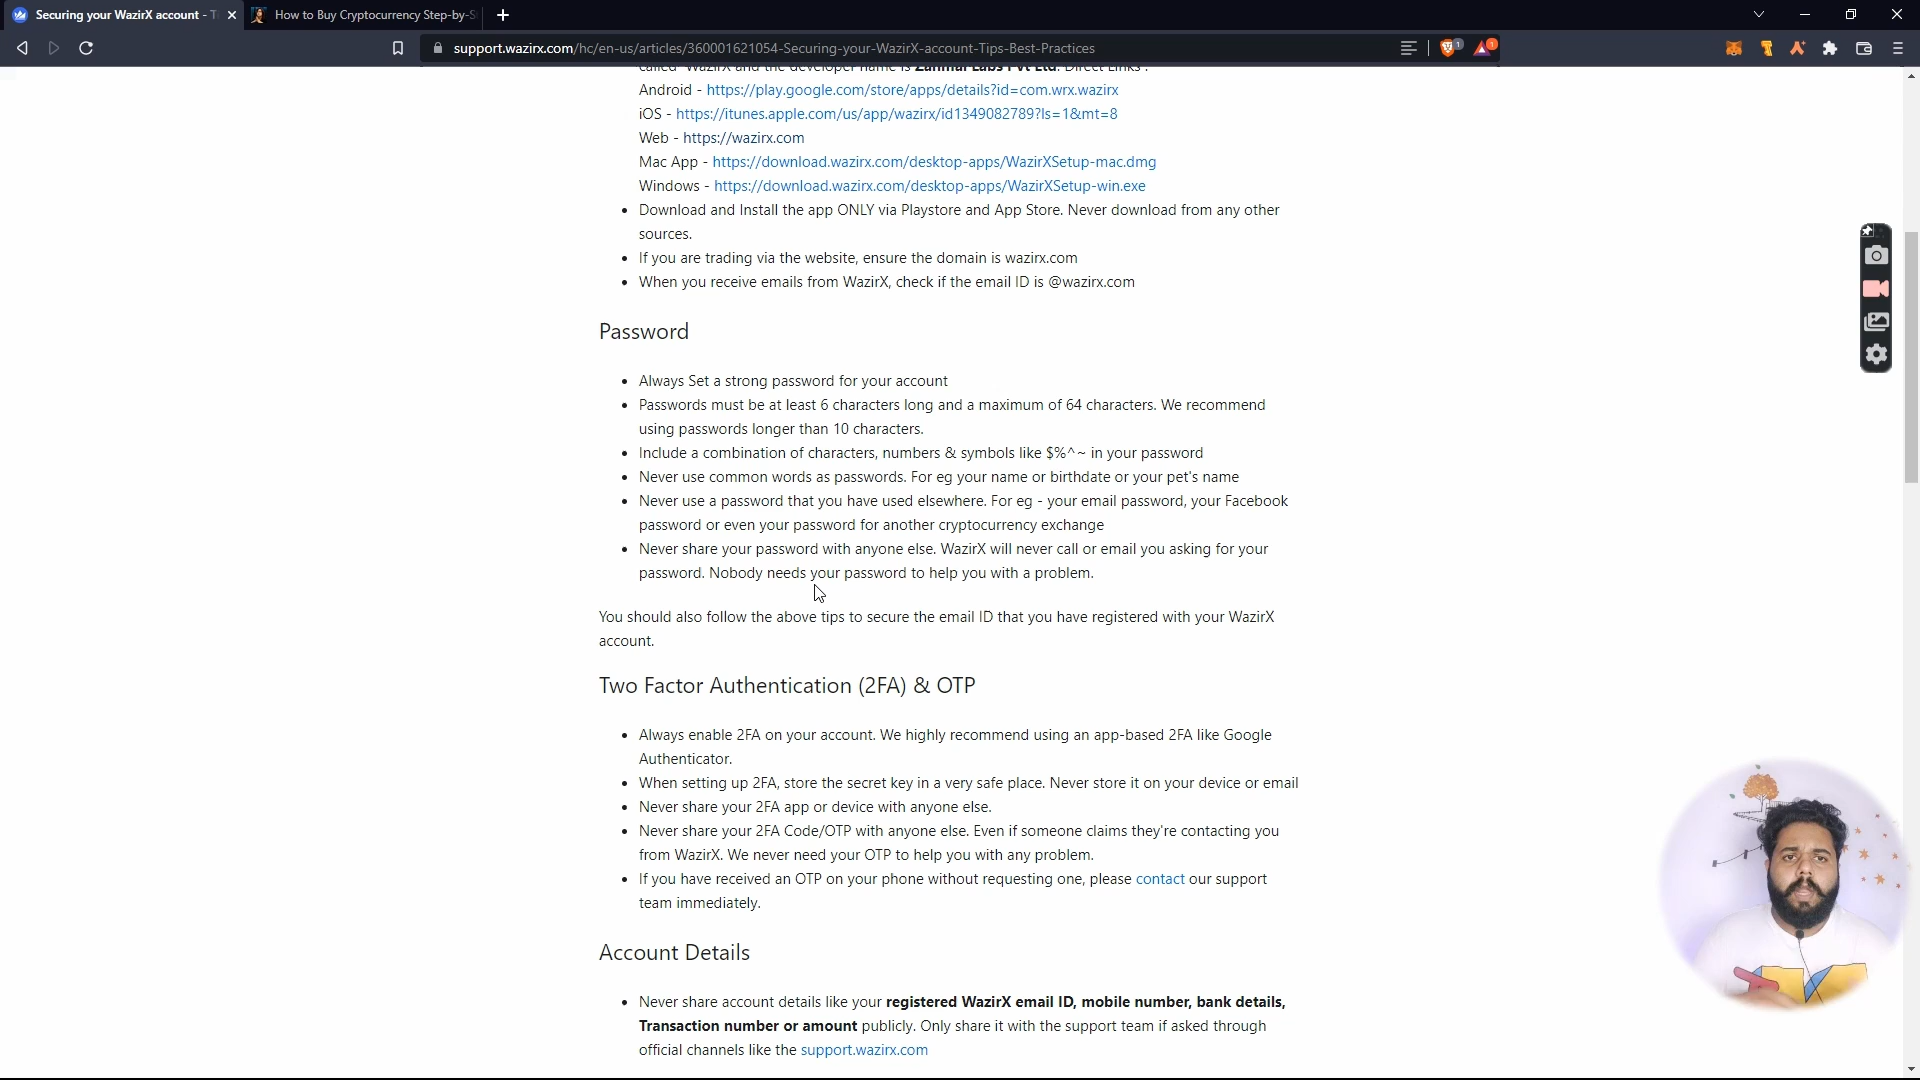 Securing your WazirX account - T
How to Buy Cryptocurrency Step-by-S
support.wazirx.com/hc/en-us/articles/360001621054-Securing-your-WazirX-account-Tips-Best-Practices
1
1
called "WazirX and the developer name is Zanmai Labs Pvt Ltd. Direct Links :
Android - https://play.google.com/store/apps/details?id=com.wrx.wazirx
iOS - https://itunes.apple.com/us/app/wazirx/id1349082789?ls=1&mt=8
Web - https://wazirx.com
Mac App - https://download.wazirx.com/desktop-apps/WazirXSetup-mac.dmg
Windows - https://download.wazirx.com/desktop-apps/WazirXSetup-win.exe
• Download and Install the app ONLY via Playstore and App Store. Never download from any other
sources.
• If you are trading via the website, ensure the domain is wazirx.com
• When you receive emails from WazirX, check if the email ID is @wazirx.com
Password
• Always Set a strong password for your account
• Passwords must be at least 6 characters long and a maximum of 64 characters. We recommend
using passwords longer than 10 characters.
• Include a combination of characters, numbers & symbols like $%^~ in your password
• Never use common words as passwords. For eg your name or birthdate or your pet's name
• Never use a password that you have used elsewhere. For eg - your email password, your Facebook
password or even your password for another cryptocurrency exchange
• Never share your password with anyone else. WazirX will never call or email you asking for your
password. Nobody needs your password to help you with a problem.
You should also follow the above tips to secure the email ID that you have registered with your WazirX
account.
Two Factor Authentication (2FA) & OTP
• Always enable 2FA on your account. We highly recommend using an app-based 2FA like Google
Authenticator.
• When setting up 2FA, store the secret key in a very safe place. Never store it on your device or email
• Never share your 2FA app or device with anyone else.
• Never share your 2FA Code/OTP with anyone else. Even if someone claims they're contacting you
from WazirX. We never need your OTP to help you with any problem.
• If you have received an OTP on your phone without requesting one, please contact our support
team immediately.
Account Details
• Never share account details like your registered WazirX email ID, mobile number, bank details,
Transaction number or amount publicly. Only share it with the support team if asked through
official channels like the support.wazirx.com